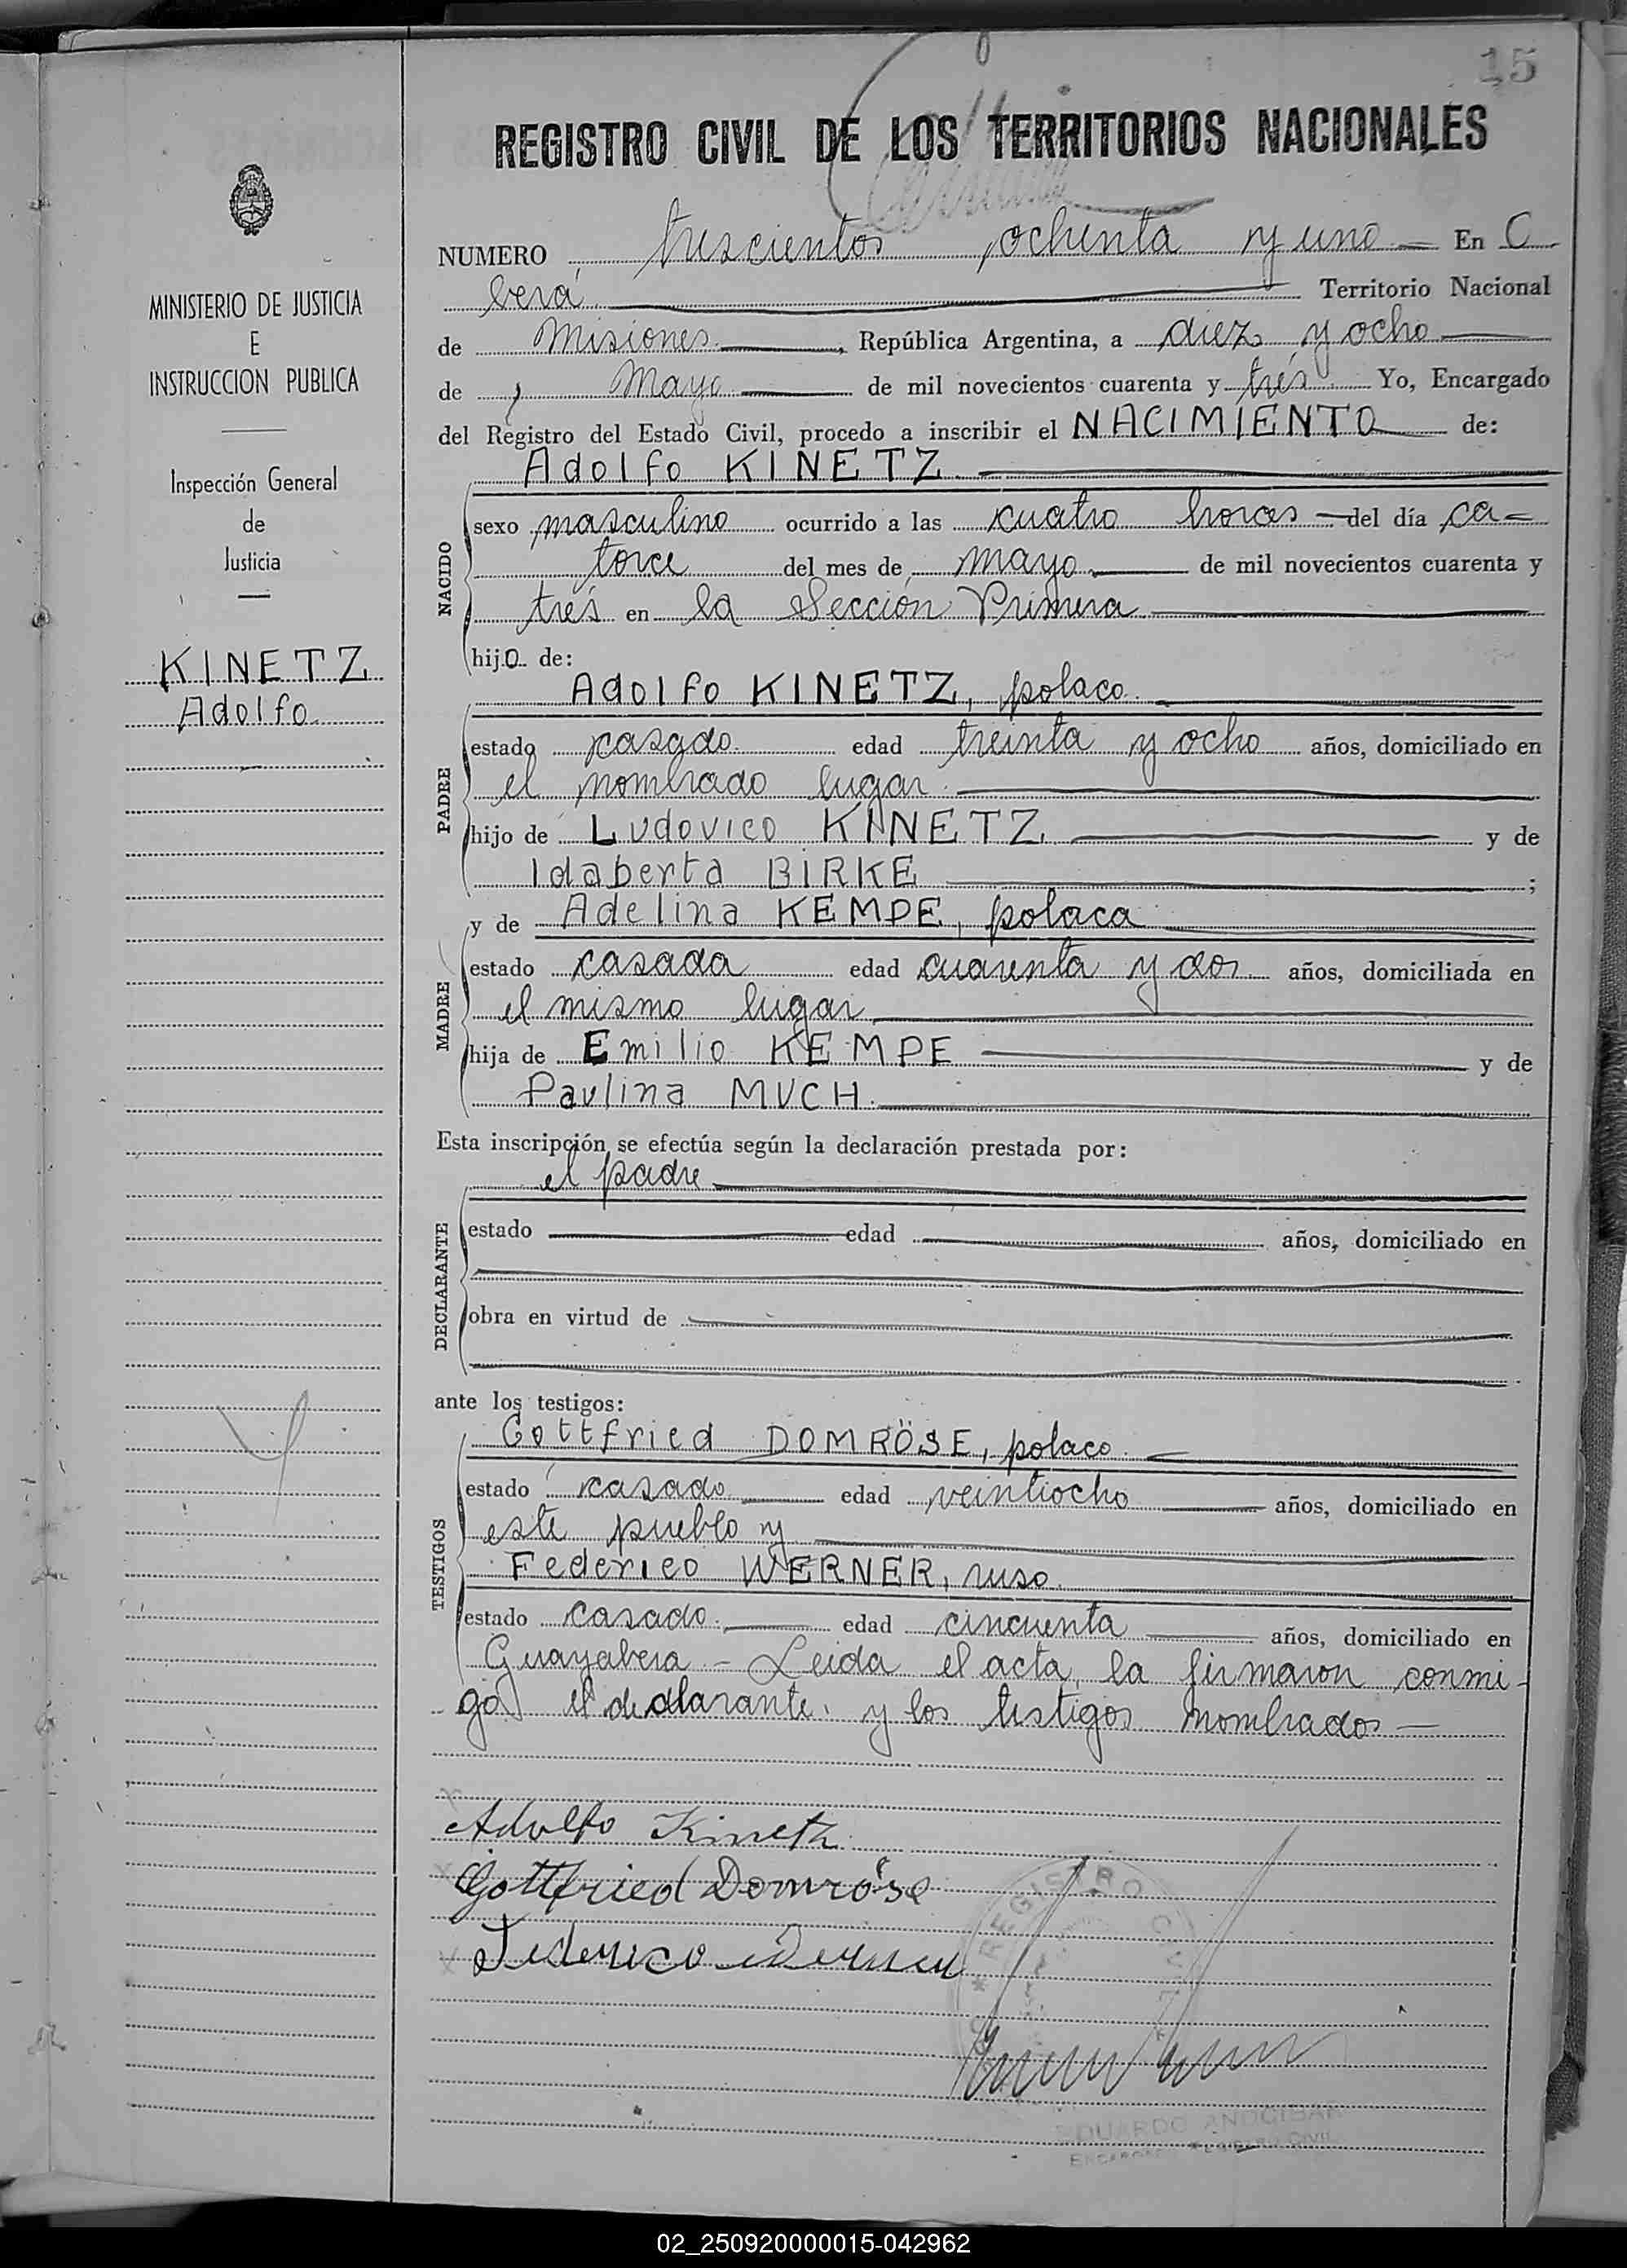 15
REGISTRO CIVIL DE LOS TERRITORIOS NACIONALES
MINISTERIO DE JUSTICIA
E
INSTRUCCION PUBLICA
Inspección General
de
Justicia
KINETZ
Adolfo
NUMERO trescientos ochenta y uno En C
berá Territorio Nacional
de Misiones, República Argentina, a diez y ocho
de Mayo de mil novecientos cuarenta y trés Yo, Encargado
del Registro del Estado Civil, procedo a inscribir el NACIMIENTO de:
Adolfo KINETZ
NACIDO
sexo masculino ocurrido a las cuatro horas del día ca-
torce del mes de mayo de mil novecientos cuarenta y
trés en la Sección Primera
hijo de:
Adolfo KINETZ, polaco.
PADRE
estado casado edad treinta y ocho años, domiciliado en
el nombrado lugar
hijo de Ludovico KINETZ y de
Idaberta BIRKE ;
y de Adelina KEMPE, polaca
MADRE
estado casada edad cuarenta y dos años, domiciliada en
el mismo lugar
hija de Emilio KEMPE y de
Paulina MUCH.
Esta inscripción se efectúa según la declaración prestada por:
el padre
DECLARANTE
estado edad años, domiciliado en
obra en virtud de
ante los testigos:
Gottfried DOMRÖSE, polaco.
TESTIGOS
estado casado edad veintiocho años, domiciliado en
este pueblo y
Federico WERNER, ruso.
estado casado. edad cincuenta años, domiciliado en
Guayabera - Leida el acta, la firmaron conmi-
go el declarante y los testigos nombrados
Adolfo Kinetz
Gottfried Domröse
Federico Werner
REGISTRO CIVIL
EDUARDO ANOCIBAR
ENCARGADO REGISTRO CIVIL
02_250920000015-042962